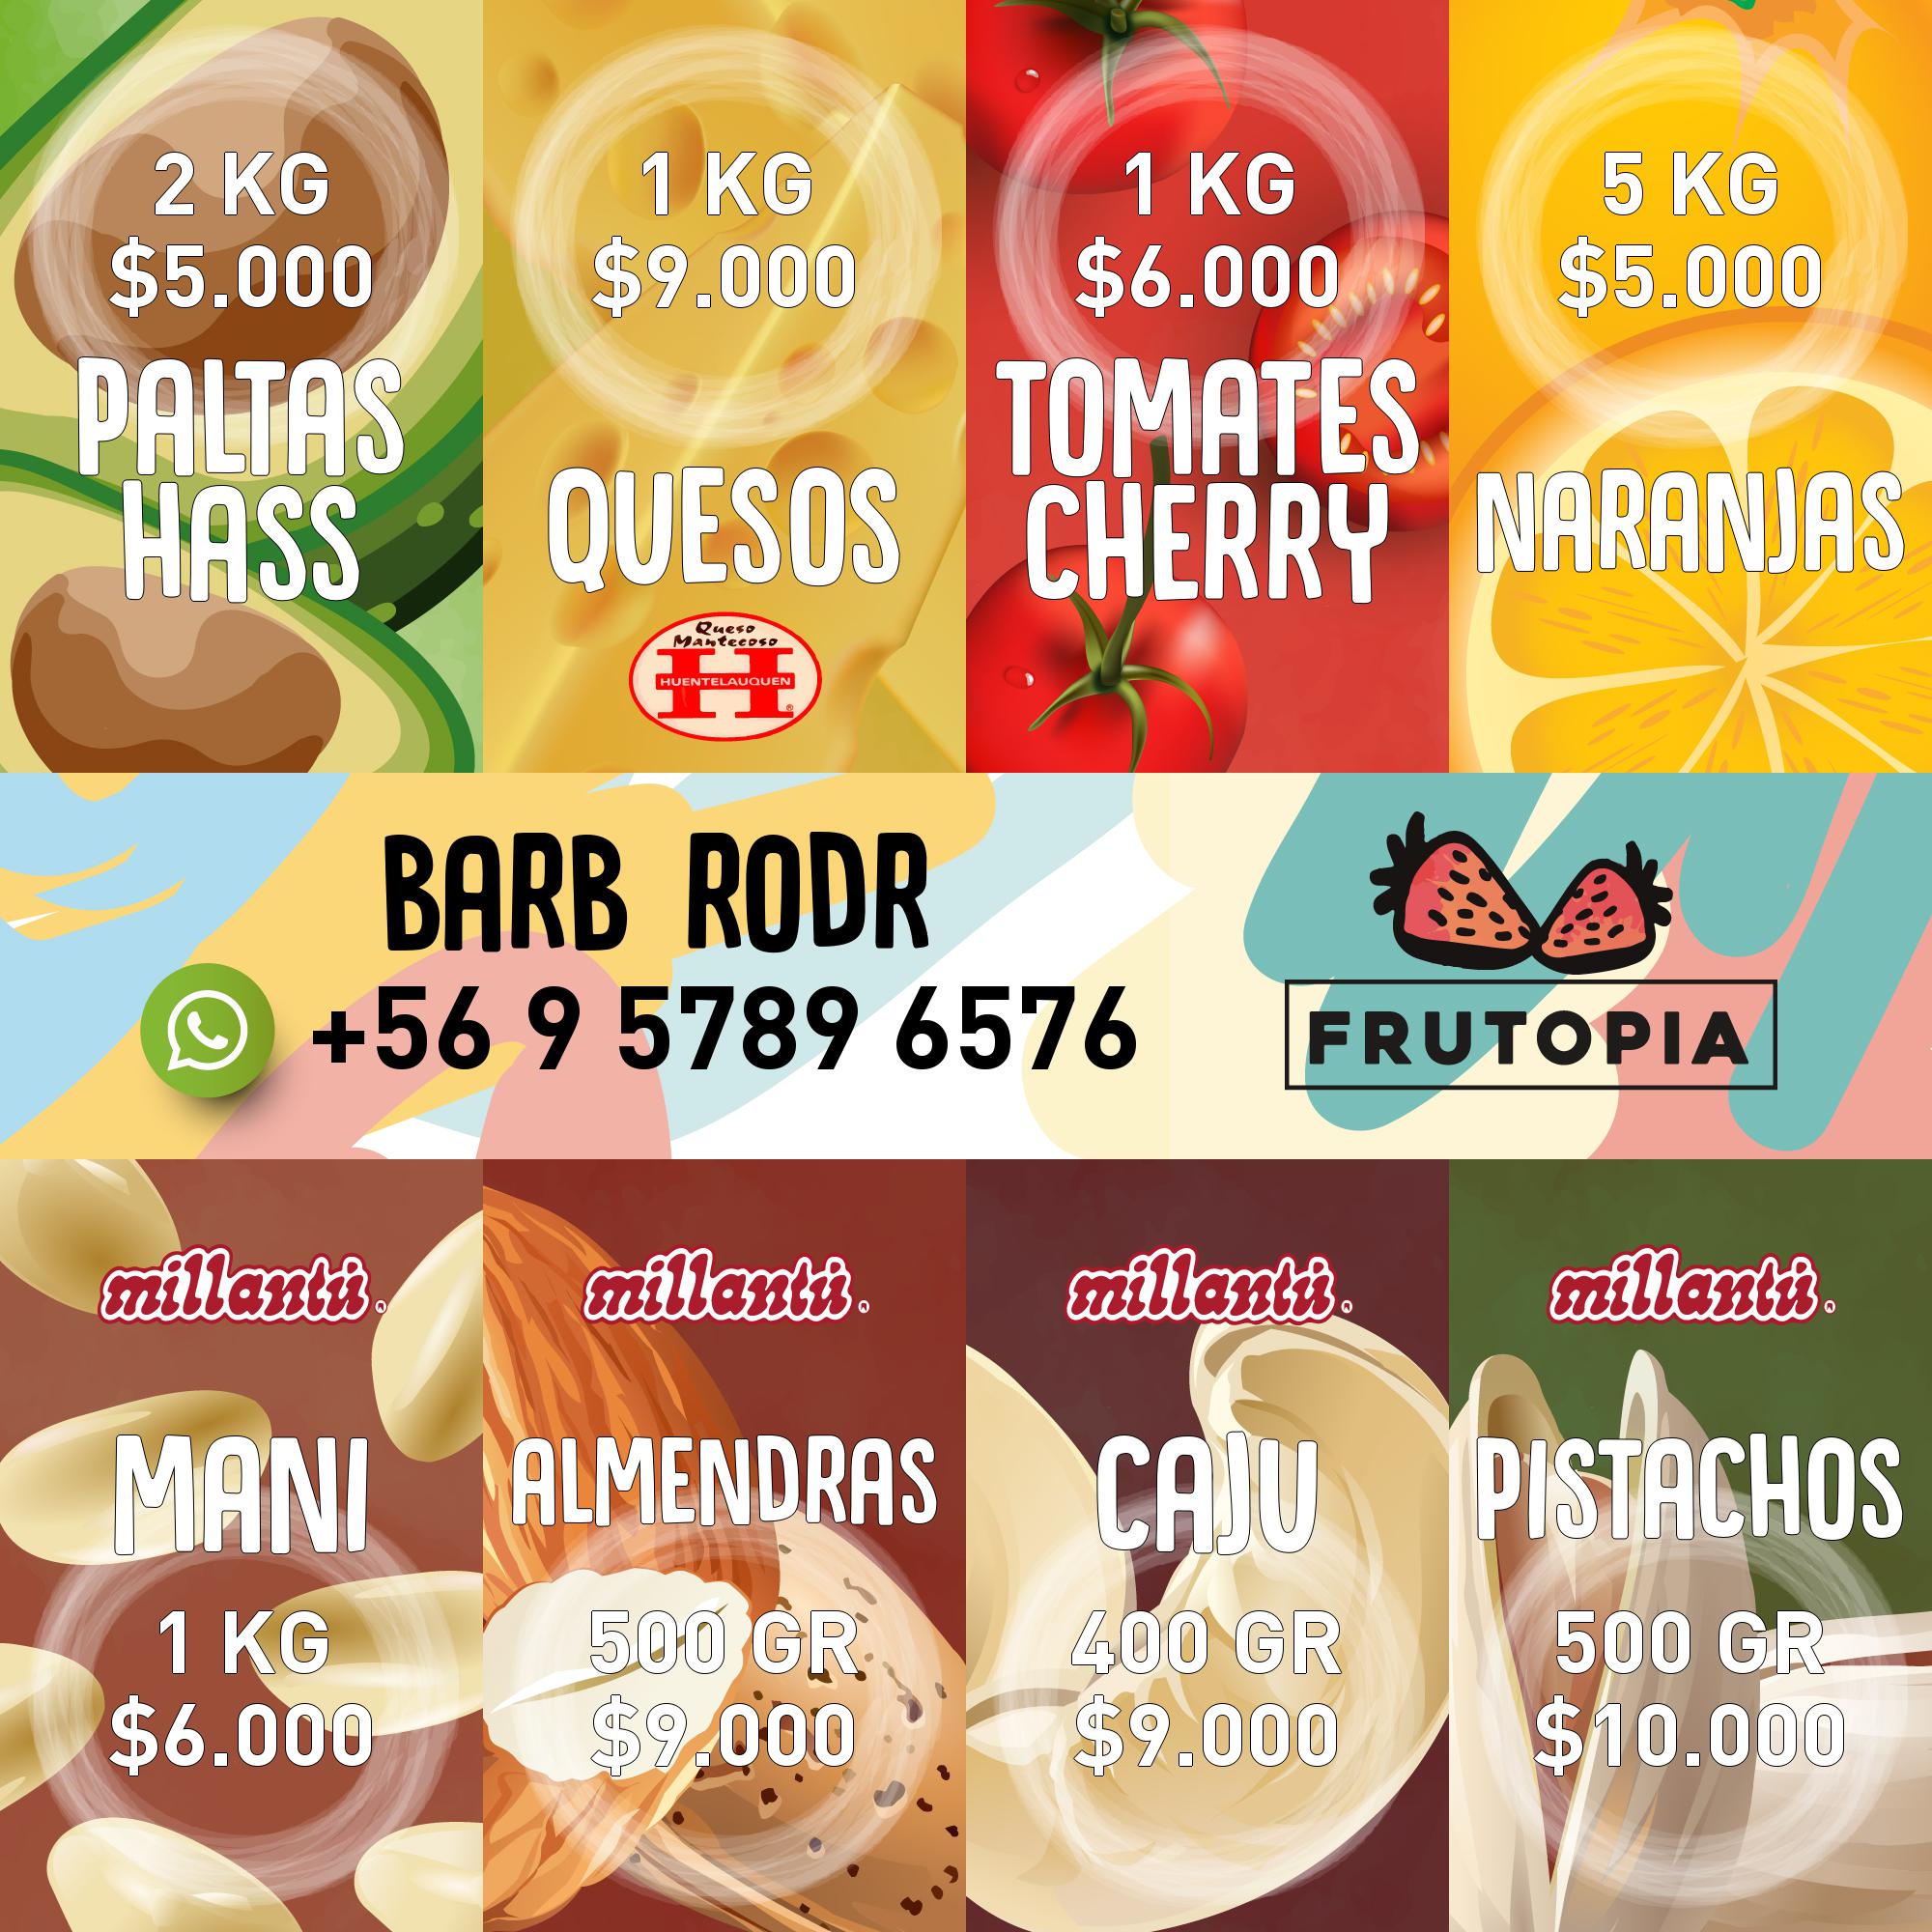 2 KG
$5.000
PALTAS
HASS
1 KG
$9.000
QUESOS
Queso
Mantecoso
H
HUENTELAUQUEN
®
1 KG
$6.000
TOMATES
CHERRY
5 KG
$5.000
NARANJAS
BARB RODR
+56 9 5789 6576
FRUTOPIA
millantú®
MANI
1 KG
$6.000
millantú®
ALMENDRAS
500 GR
$9.000
millantú®
CAJU
400 GR
$9.000
millantú®
PISTACHOS
500 GR
$10.000